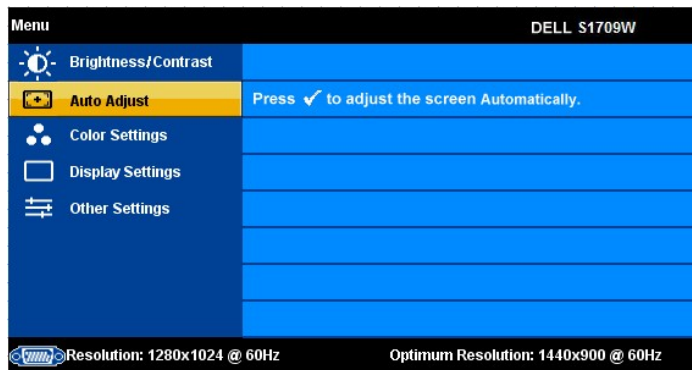 Menu DELL S1709W
Brightness/Contrast
Auto Adjust Press ✓ to adjust the screen Automatically.
Color Settings
Display Settings
Other Settings
Resolution: 1280x1024 @ 60Hz Optimum Resolution: 1440x900 @ 60Hz